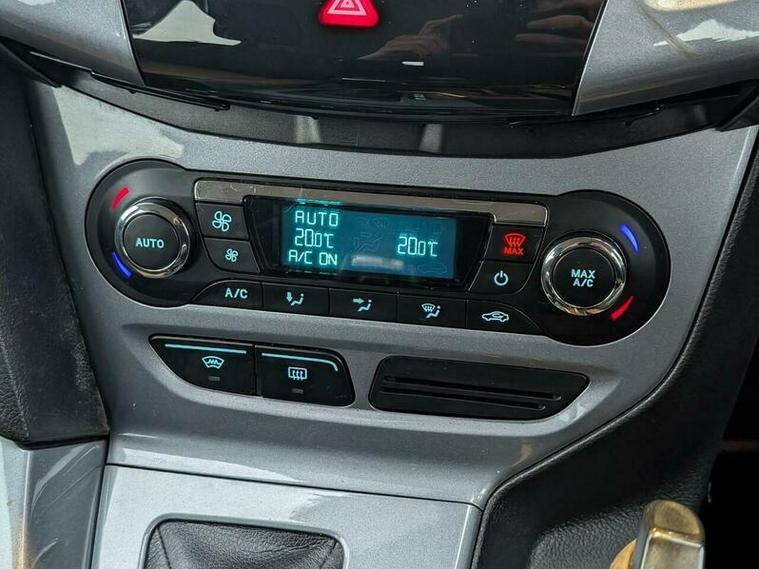 AUTO
AUTO
20.0°C 20.0°C
A/C ON
MAX
MAX
A/C
A/C